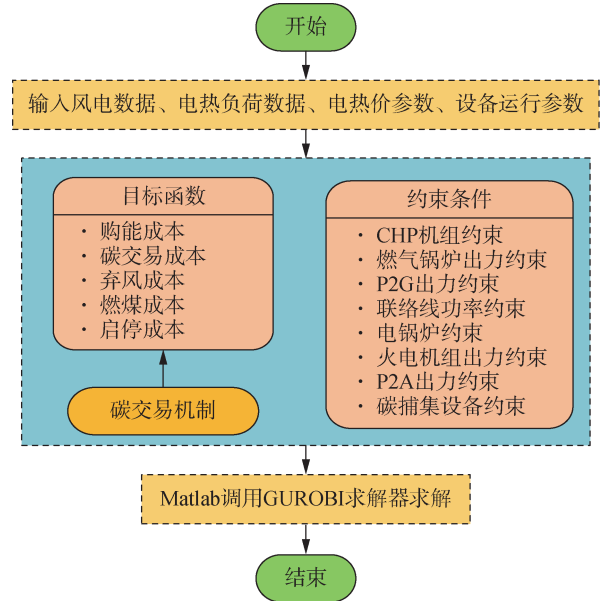 开始
输入风电数据、电热负荷数据、电热价参数、设备运行参数
目标函数
· 购能成本
· 碳交易成本
· 弃风成本
· 燃煤成本
· 启停成本
碳交易机制
约束条件
· CHP机组约束
· 燃气锅炉出力约束
· P2G出力约束
· 联络线功率约束
· 电锅炉约束
· 火电机组出力约束
· P2A出力约束
· 碳捕集设备约束
Matlab调用GUROBI求解器求解
结束